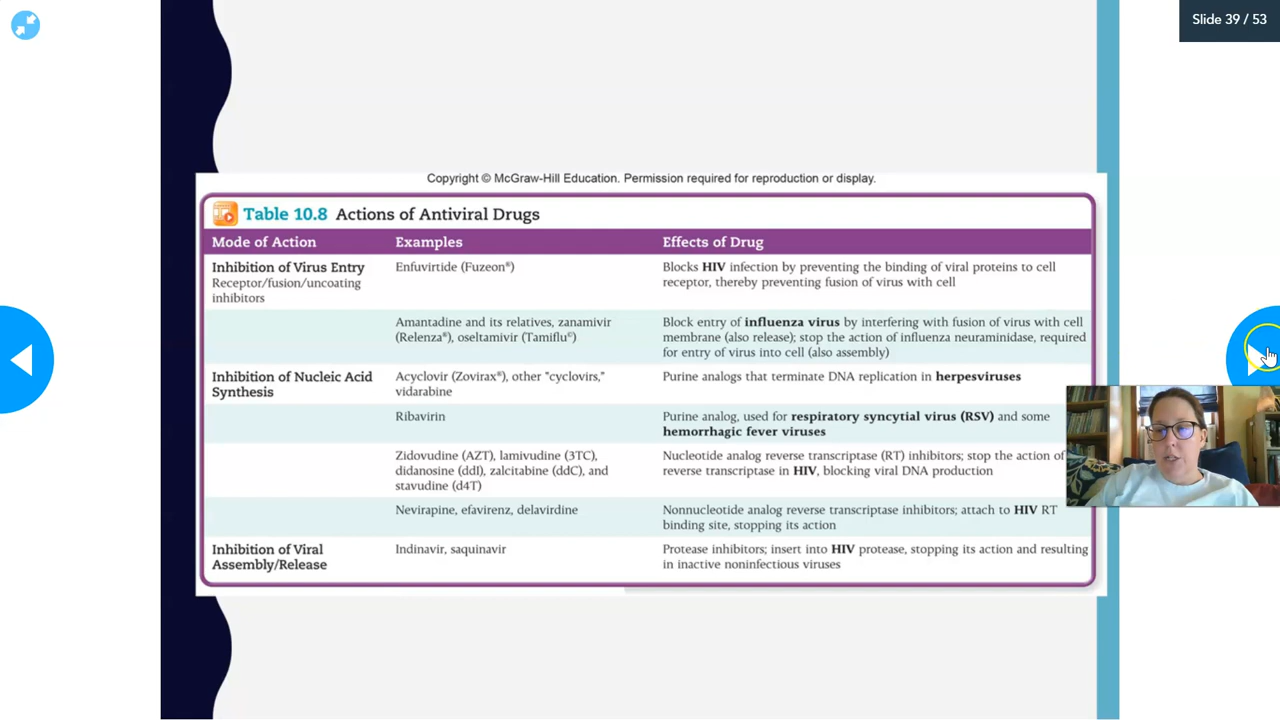 Slide 39 / 53
Copyright © McGraw-Hill Education. Permission required for reproduction or display.
Table 10.8 Actions of Antiviral Drugs
Mode of Action Examples Effects of Drug
Inhibition of Virus Entry
Receptor/fusion/uncoating
inhibitors
Enfuvirtide (Fuzeon®)
Blocks HIV infection by preventing the binding of viral proteins to cell
receptor, thereby preventing fusion of virus with cell
Amantadine and its relatives, zanamivir
(Relenza®), oseltamivir (Tamiflu©)
Block entry of influenza virus by interfering with fusion of virus with cell
membrane (also release); stop the action of influenza neuraminidase, required
for entry of virus into cell (also assembly)
Inhibition of Nucleic Acid
Synthesis
Acyclovir (Zovirax®), other "cyclovirs,"
vidarabine
Purine analogs that terminate DNA replication in herpesviruses
Ribavirin
Purine analog, used for respiratory syncytial virus (RSV) and some
hemorrhagic fever viruses
Zidovudine (AZT), lamivudine (3TC),
didanosine (ddI), zalcitabine (ddC), and
stavudine (d4T)
Nucleotide analog reverse transcriptase (RT) inhibitors; stop the action of
reverse transcriptase in HIV, blocking viral DNA production
Nevirapine, efavirenz, delavirdine
Nonnucleotide analog reverse transcriptase inhibitors; attach to HIV RT
binding site, stopping its action
Inhibition of Viral
Assembly/Release
Indinavir, saquinavir
Protease inhibitors; insert into HIV protease, stopping its action and resulting
in inactive noninfectious viruses